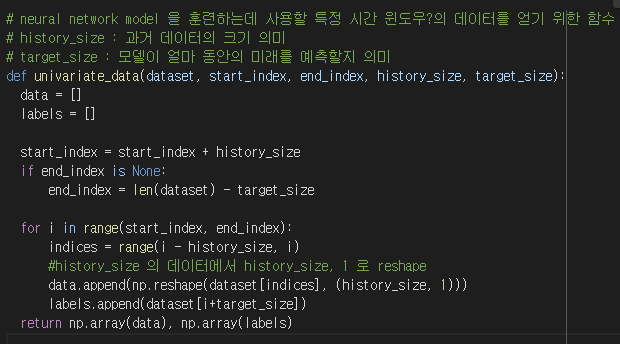 # neural network model 을 훈련하는데 사용할 특정 시간 윈도우?의 데이터를 얻기 위한 함수
# history_size : 과거 데이터의 크기 의미
# target_size : 모델이 얼마 동안의 미래를 예측할지 의미
def univariate_data(dataset, start_index, end_index, history_size, target_size):
  data = []
  labels = []
  start_index = start_index + history_size
  if end_index is None:
      end_index = len(dataset) - target_size
  for i in range(start_index, end_index):
      indices = range(i - history_size, i)
      #history_size 의 데이터에서 history_size, 1 로 reshape
      data.append(np.reshape(dataset[indices], (history_size, 1)))
      labels.append(dataset[i+target_size])
  return np.array(data), np.array(labels)